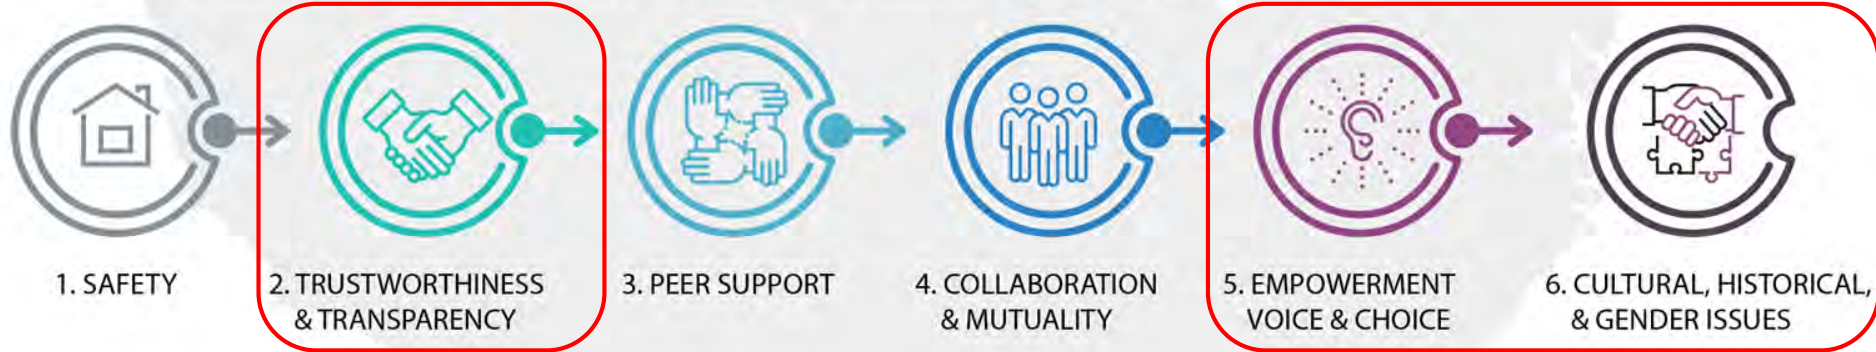 1. SAFETY
2. TRUSTWORTHINESS
& TRANSPARENCY
3. PEER SUPPORT
4. COLLABORATION
& MUTUALITY
5. EMPOWERMENT
VOICE & CHOICE
6. CULTURAL, HISTORICAL,
& GENDER ISSUES